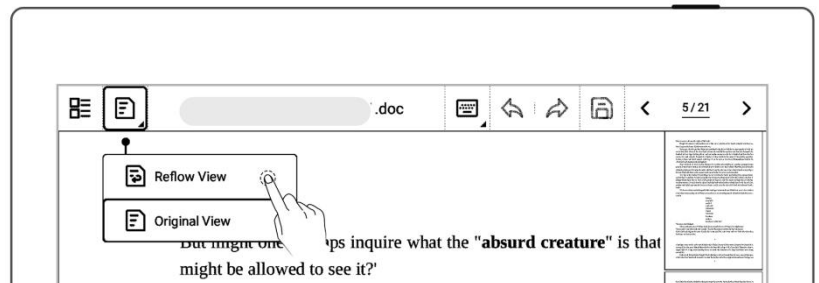 .doc
5/21
Reflow View
Original View
But might one aps inquire what the "absurd creature" is that
might be allowed to see it?'